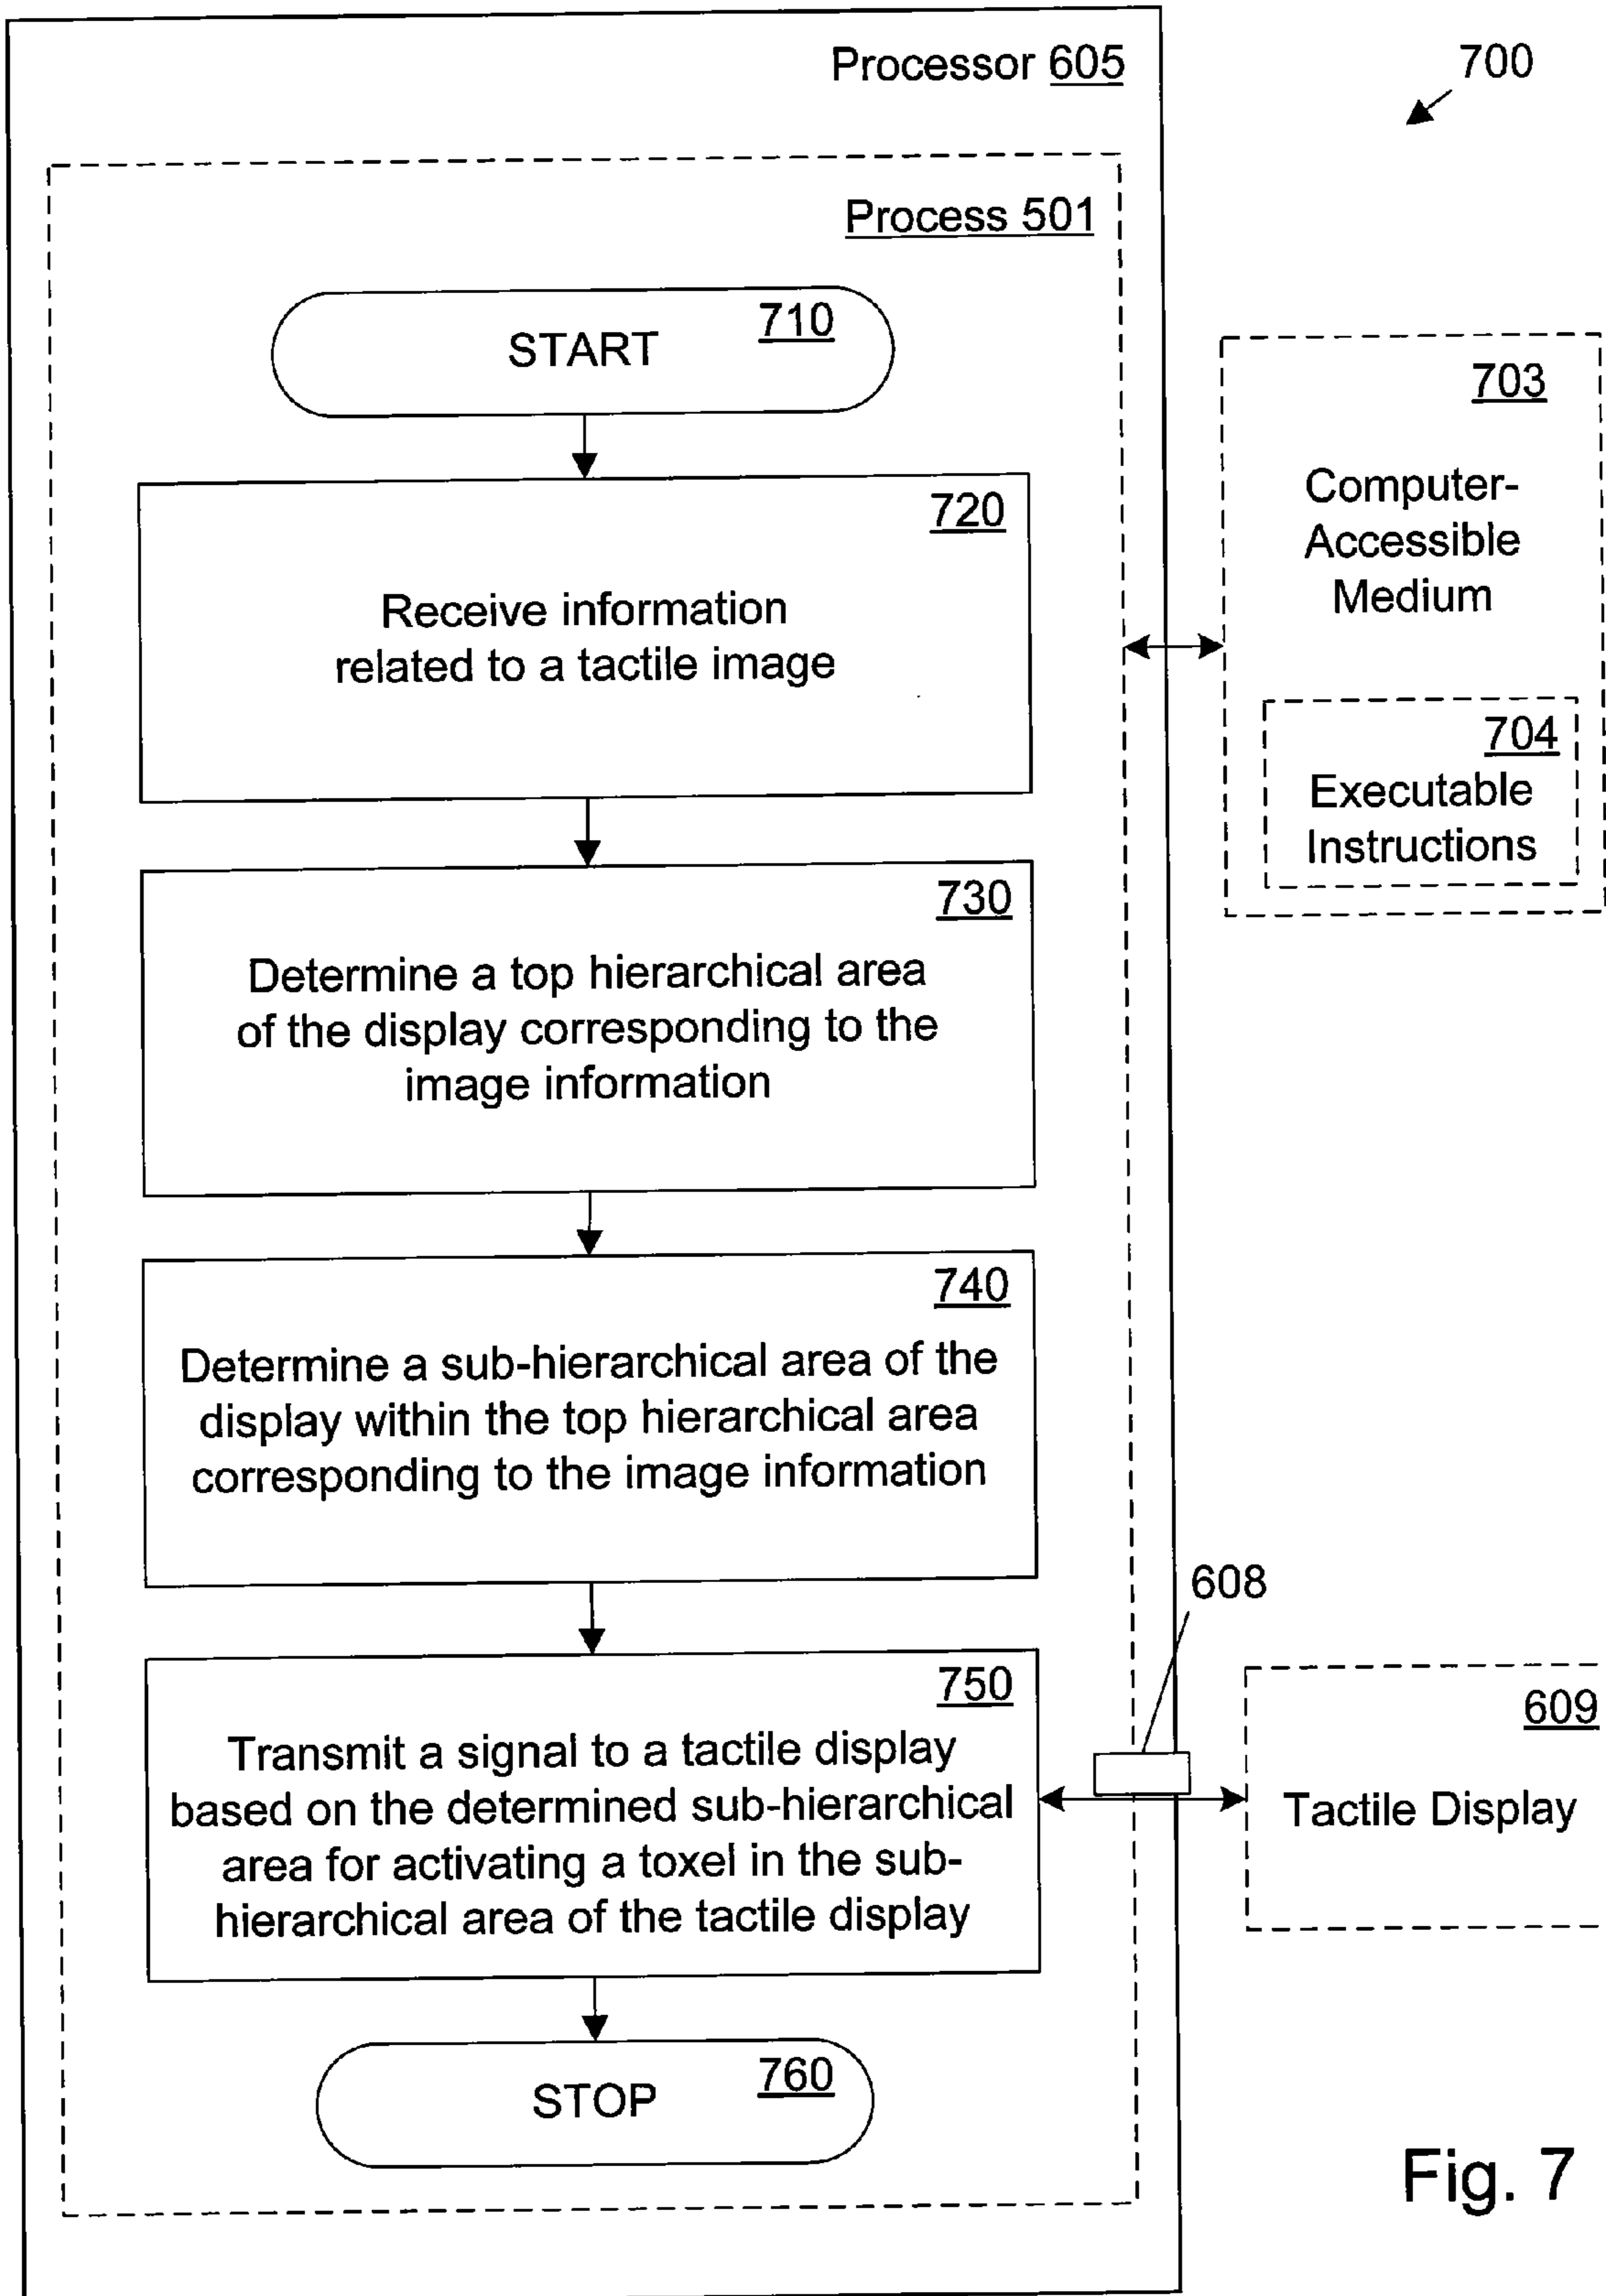 Processor 605
700
Process 501
710
START
720
Receive information
related to a tactile image
730
Determine a top hierarchical area
of the display corresponding to the
image information
740
Determine a sub-hierarchical area of the
display within the top hierarchical area
corresponding to the image information
750
Transmit a signal to a tactile display
based on the determined sub-hierarchical
area for activating a toxel in the sub-
hierarchical area of the tactile display
760
STOP
703
Computer-
Accessible
Medium
704
Executable
Instructions
608
609
Tactile Display
Fig. 7